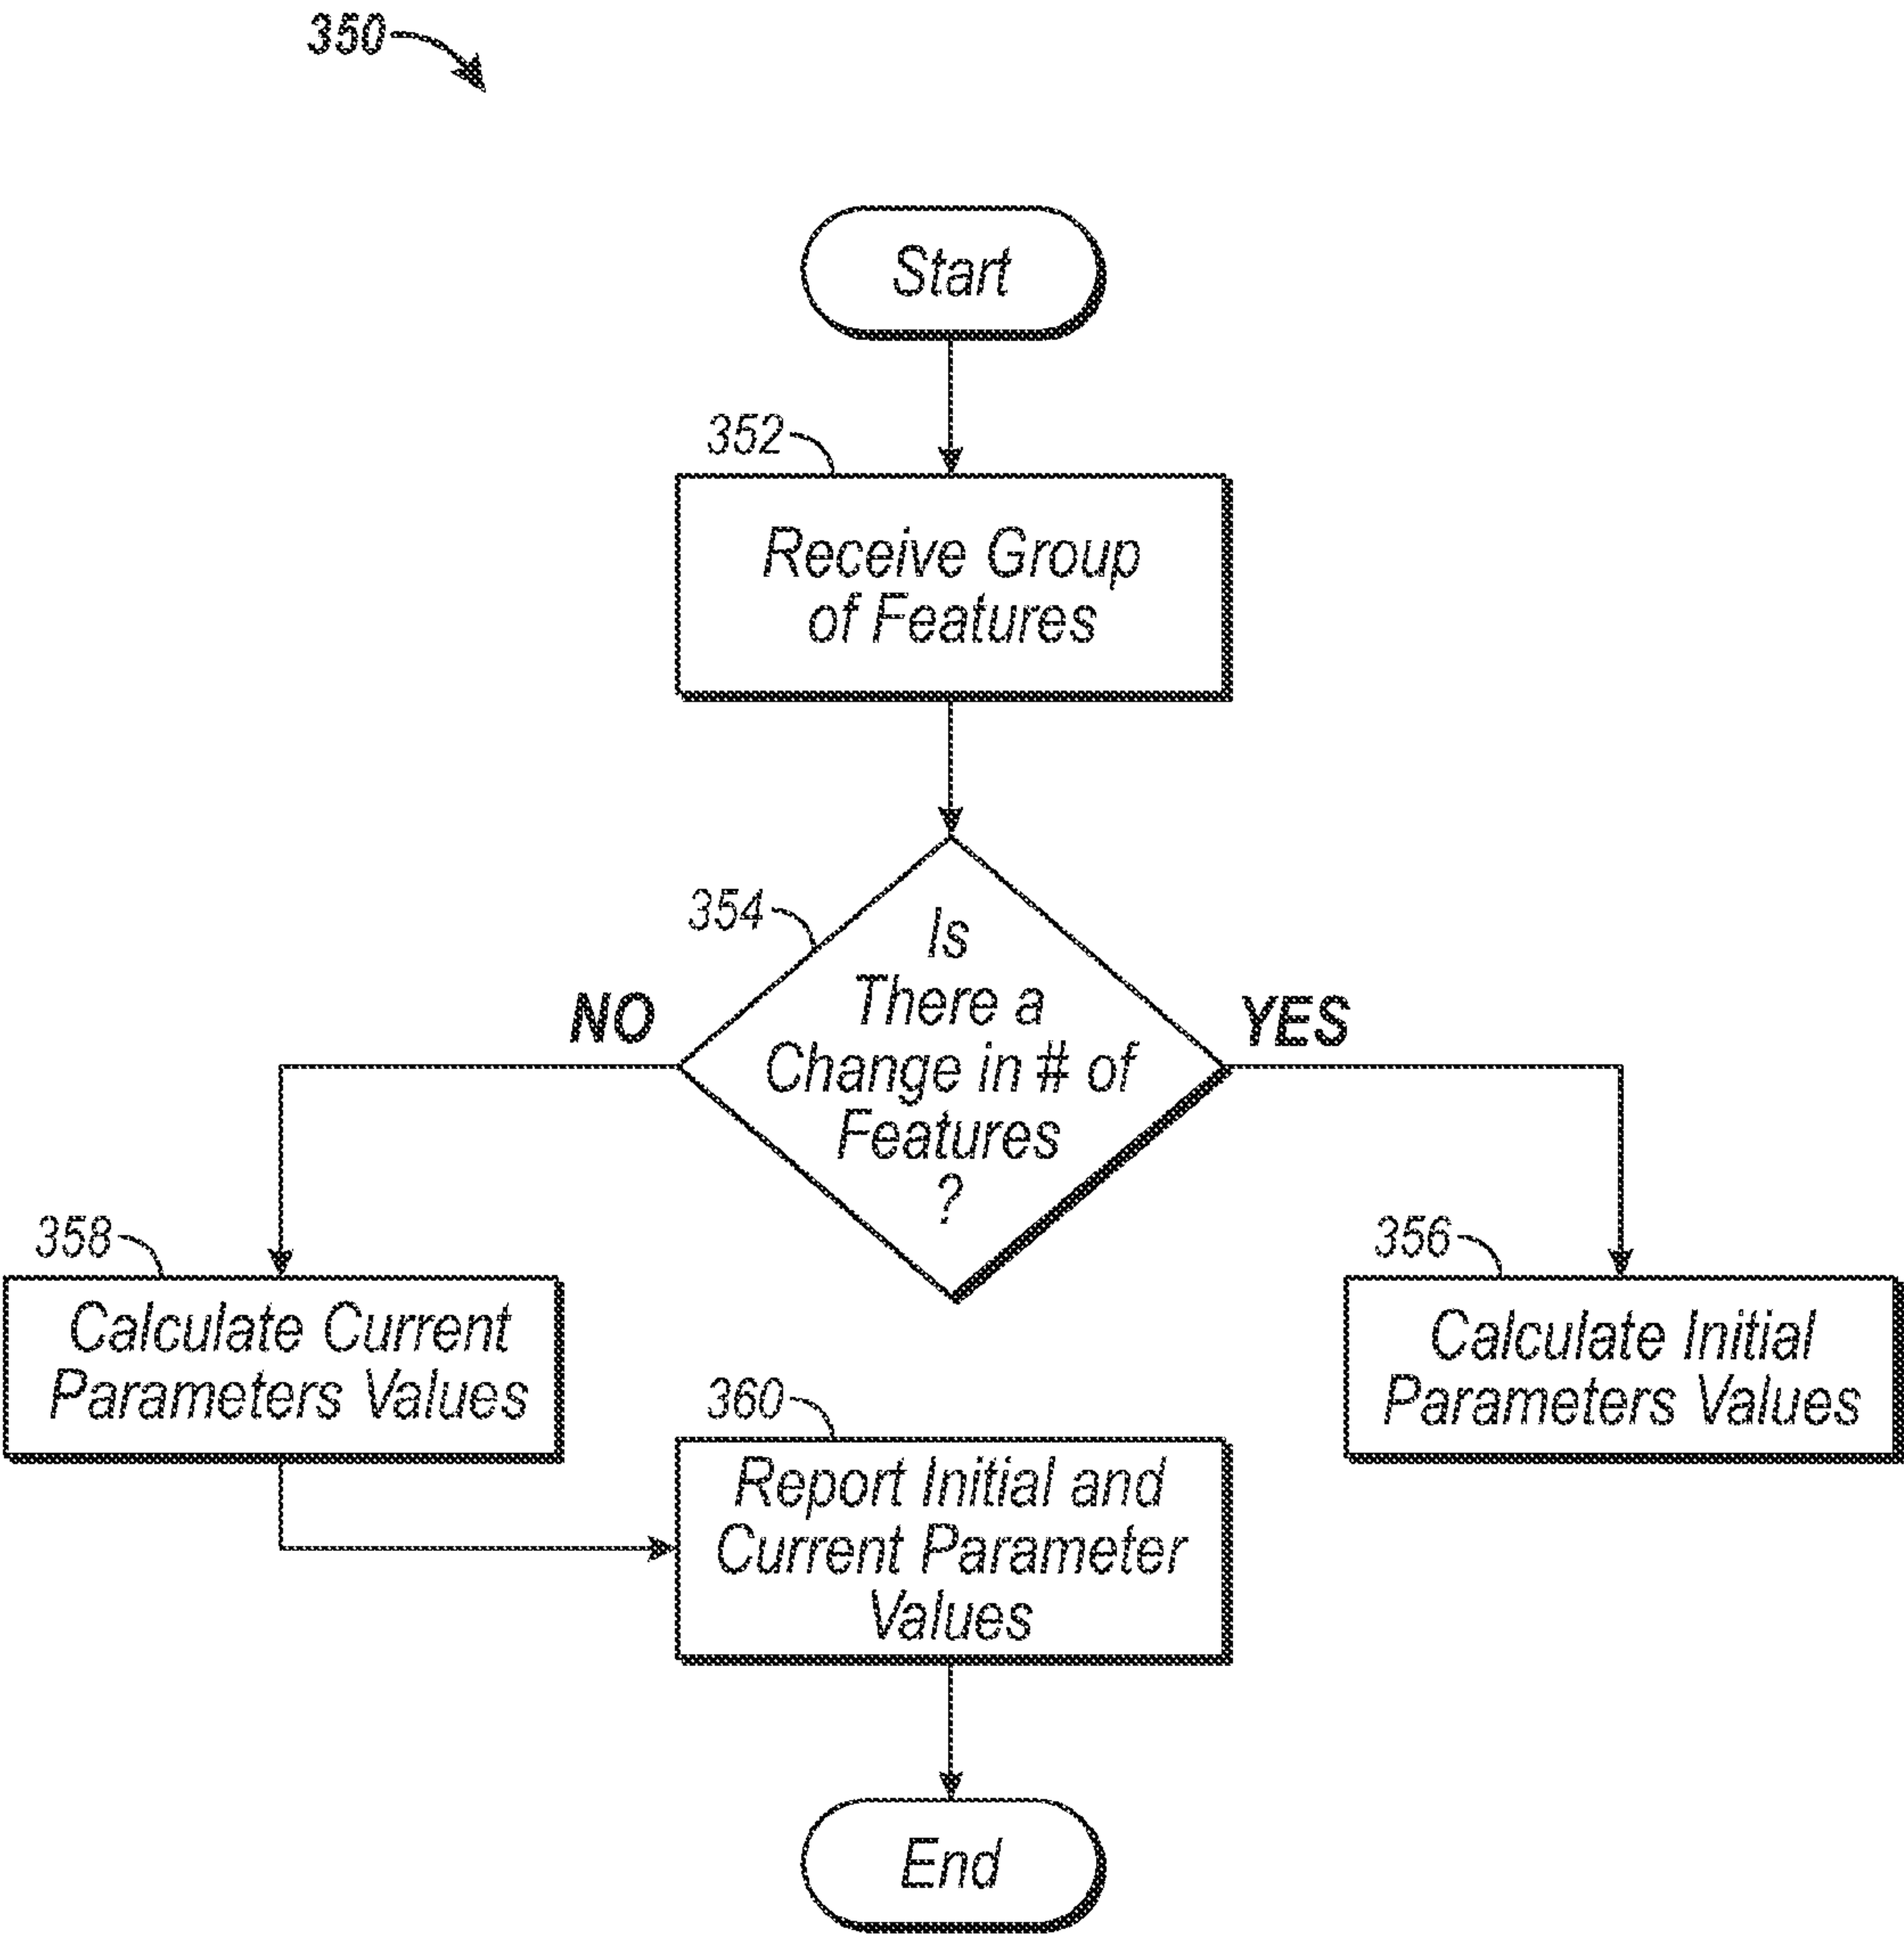 350
Start
352
Receive Group
of Features
354
Is
There a
Change in # of
Features
?
NO
YES
358
Calculate Current
Parameters Values
356
Calculate Initial
Parameters Values
360
Report Initial and
Current Parameter
Values
End